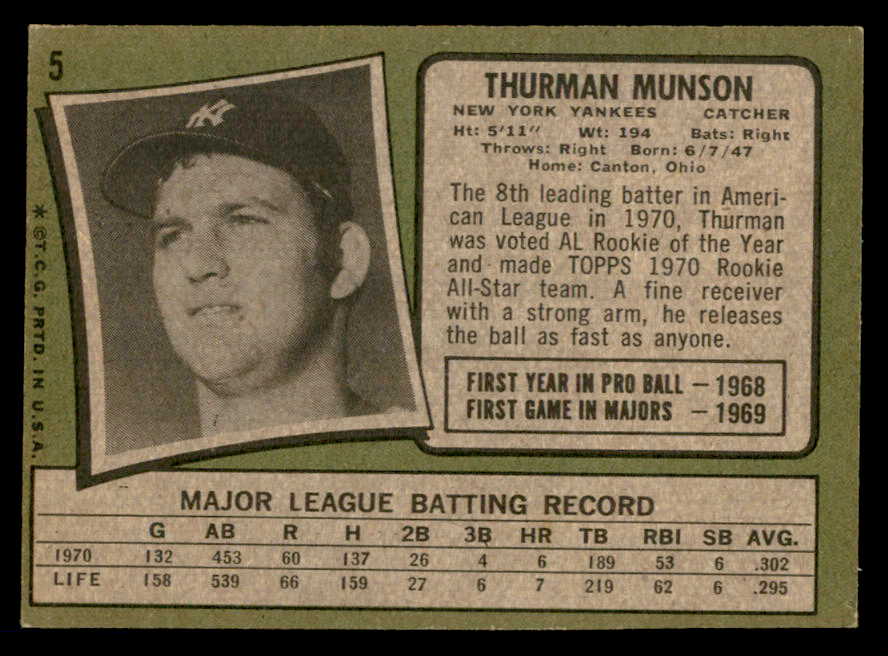 5
THURMAN MUNSON
NEW YORK YANKEES CATCHER
Ht: 5'11" Wt: 194 Bats: Right
Throws: Right Born: 6/7/47
Home: Canton, Ohio
The 8th leading batter in Ameri-
can League in 1970, Thurman
was voted AL Rookie of the Year
and made TOPPS 1970 Rookie
All-Star team. A fine receiver
with a strong arm, he releases
the ball as fast as anyone.
FIRST YEAR IN PRO BALL — 1968
FIRST GAME IN MAJORS — 1969
NY
* ©T.C.G. PRTD. IN U.S.A.
MAJOR LEAGUE BATTING RECORD
G AB R H 2B 3B HR TB RBI SB AVG.
1970 132 453 60 137 26 4 6 189 53 6 .302
LIFE 158 539 66 159 27 6 7 219 62 6 .295